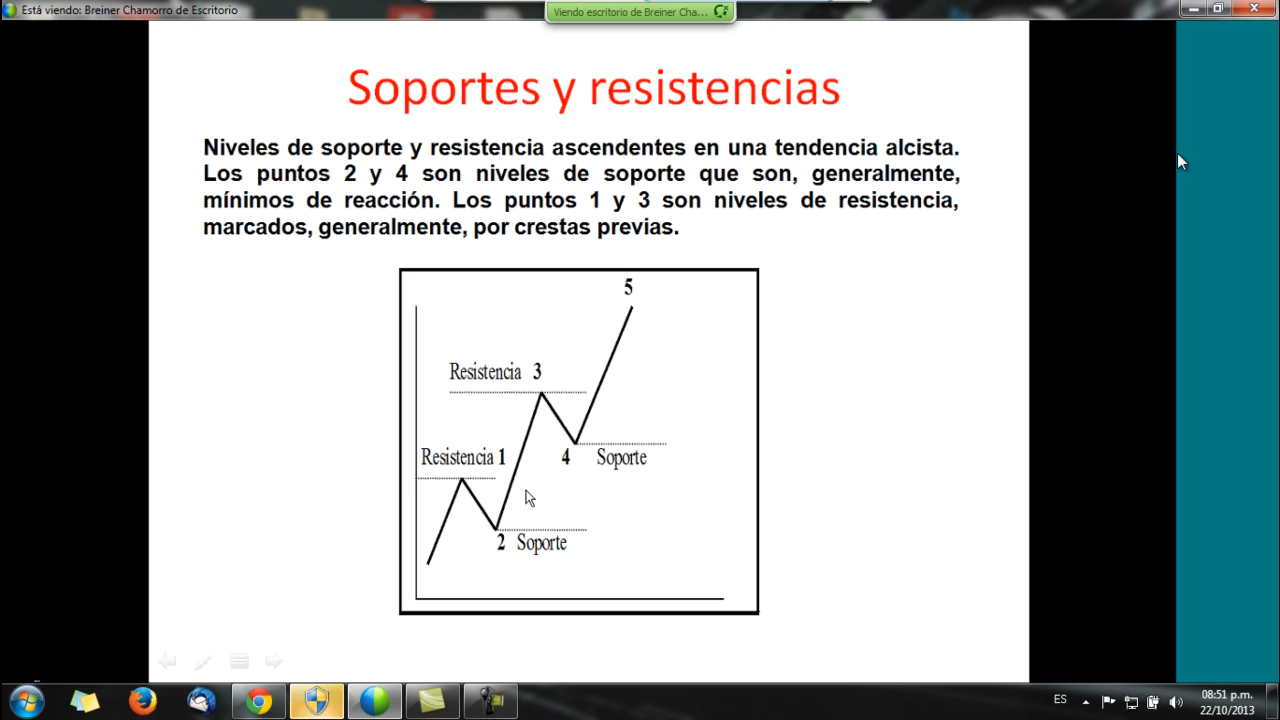 Está viendo: Breiner Chamorro de Escritorio
Viendo escritorio de Breiner Cha...
Soportes y resistencias
Niveles de soporte y resistencia ascendentes en una tendencia alcista.
Los puntos 2 y 4 son niveles de soporte que son, generalmente,
mínimos de reacción. Los puntos 1 y 3 son niveles de resistencia,
marcados, generalmente, por crestas previas.
5
Resistencia 3
Resistencia 1
4 Soporte
2 Soporte
ES
08:51 p.m.
22/10/2013